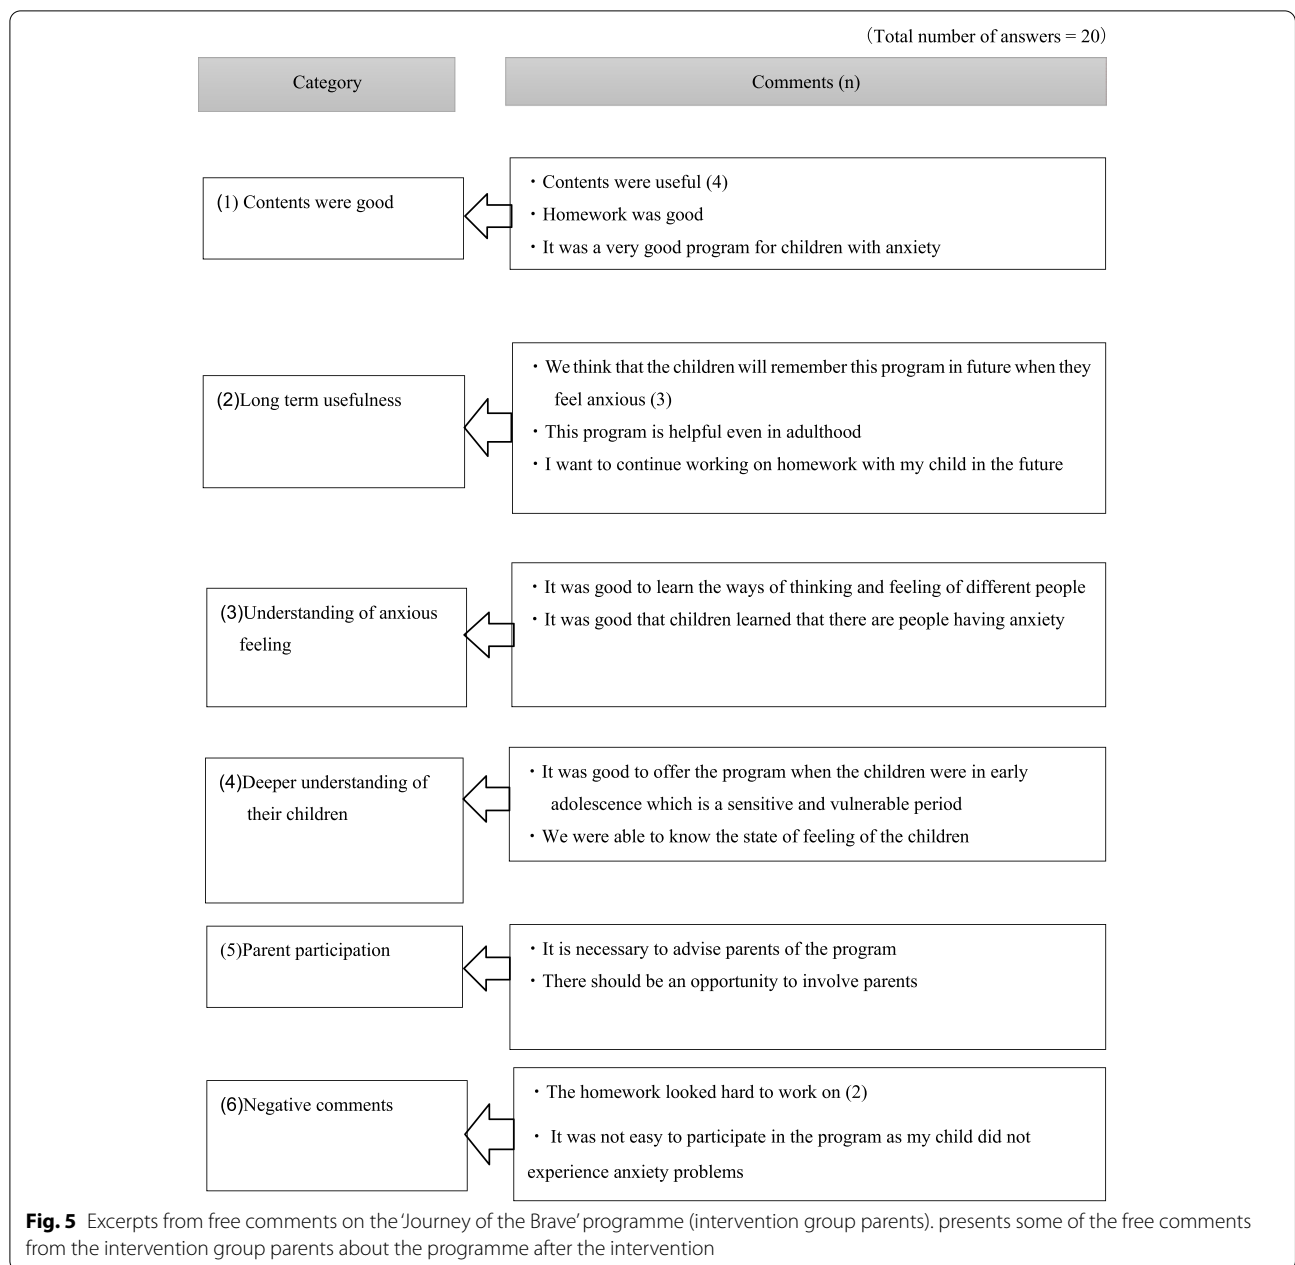 (Total number of answers = 20)
Category
Comments (n)
(1) Contents were good
・Contents were useful (4)
・Homework was good
・It was a very good program for children with anxiety
(2)Long term usefulness
・We think that the children will remember this program in future when they
feel anxious (3)
・This program is helpful even in adulthood
・I want to continue working on homework with my child in the future
(3)Understanding of anxious
feeling
・It was good to learn the ways of thinking and feeling of different people
・It was good that children learned that there are people having anxiety
(4)Deeper understanding of
their children
・It was good to offer the program when the children were in early
adolescence which is a sensitive and vulnerable period
・We were able to know the state of feeling of the children
(5)Parent participation
・It is necessary to advise parents of the program
・There should be an opportunity to involve parents
(6)Negative comments
・The homework looked hard to work on (2)
・ It was not easy to participate in the program as my child did not
experience anxiety problems
Fig. 5 Excerpts from free comments on the ‘Journey of the Brave’ programme (intervention group parents). presents some of the free comments
from the intervention group parents about the programme after the intervention